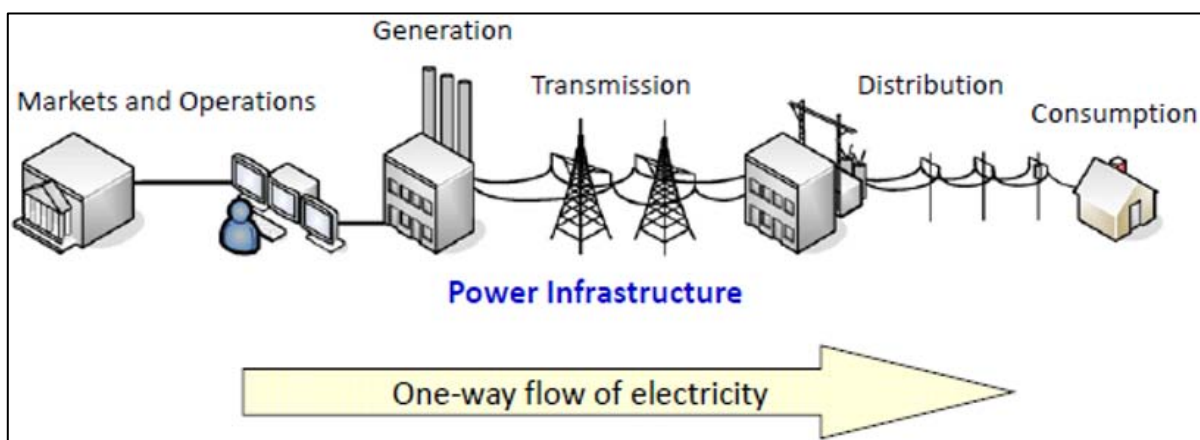 Generation
Markets and Operations
Transmission
Distribution
Consumption
Power Infrastructure
One-way flow of electricity